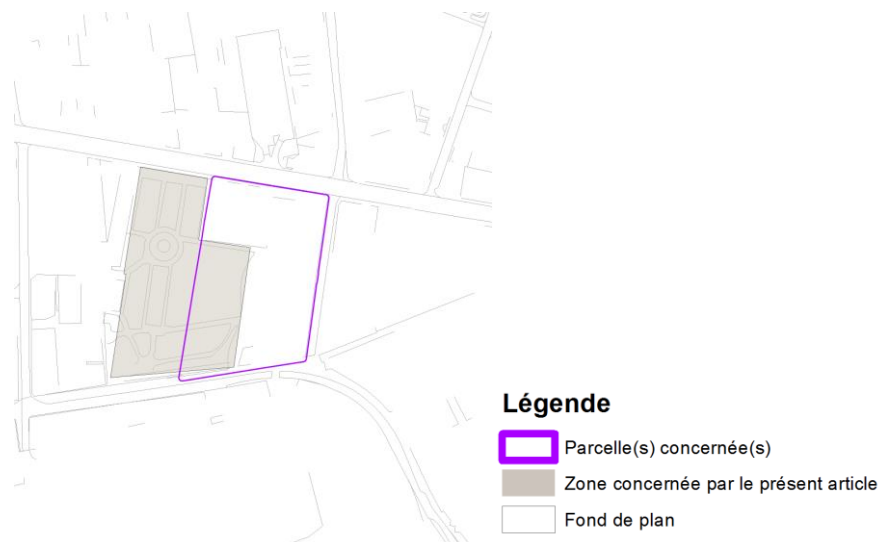 Légende
Parcelle(s) concernée(s)
Zone concernée par le présent article
Fond de plan